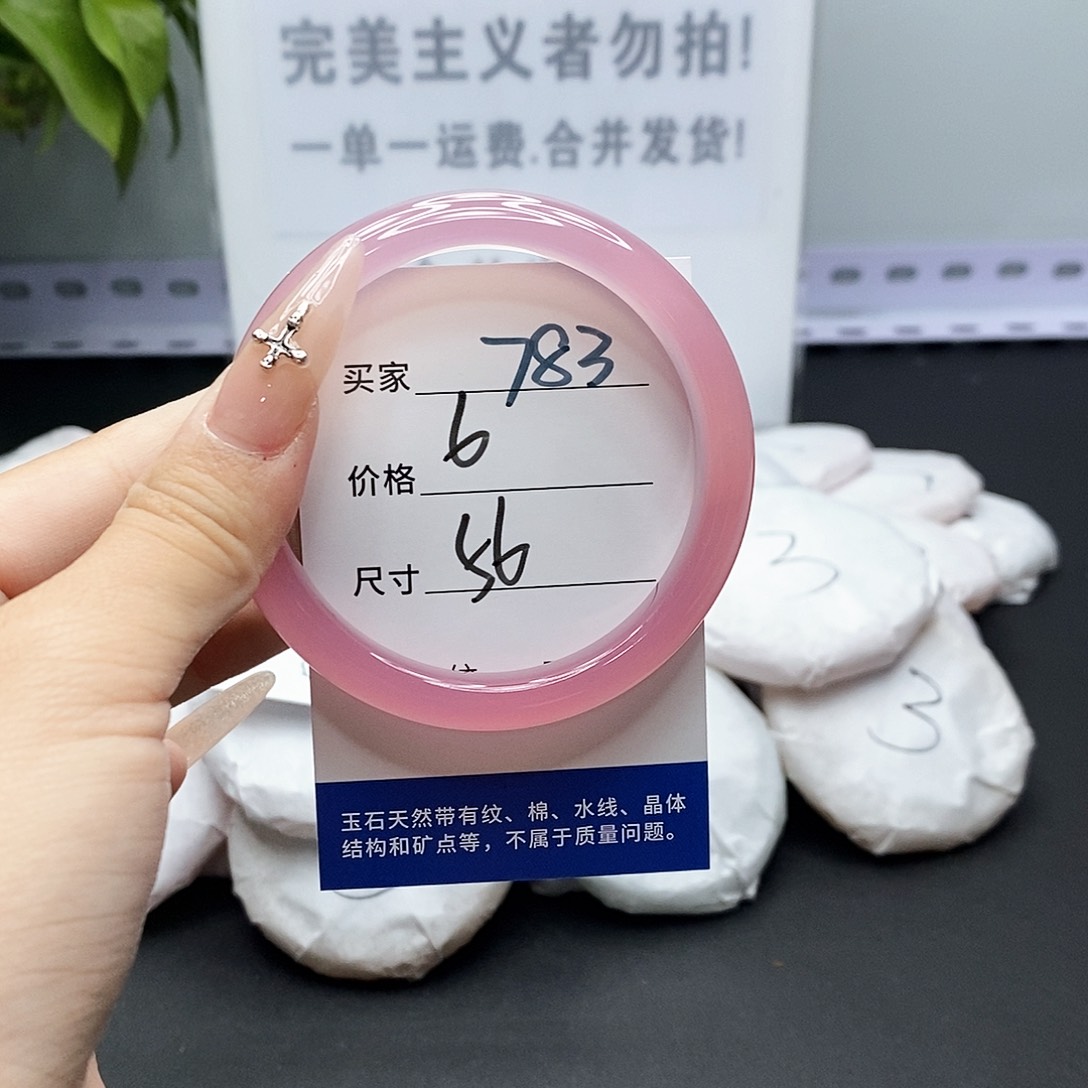 完美主义者勿拍!
一单一运费.合并发货!
买家 783
价格 6
尺寸 56
玉石天然带有纹、棉、水线、晶体
结构和矿点等，不属于质量问题。
3
3